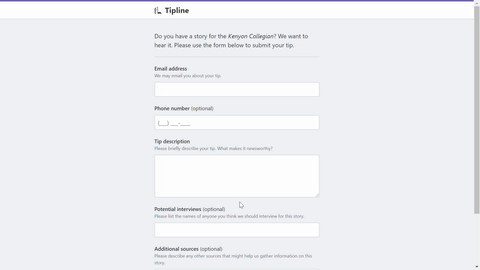 Tipline
Do you have a story for the Kenyon Collegian? We want to
hear it. Please use the form below to submit your tip.
Email address
We may email you about your tip.
Phone number (optional)
(___) ___-____
Tip description
Please briefly describe your tip. What makes it newsworthy?
Potential interviews (optional)
Please list the names of anyone you think we should interview for this story.
Additional sources (optional)
Please describe any other sources that might help us gather information on this
story.